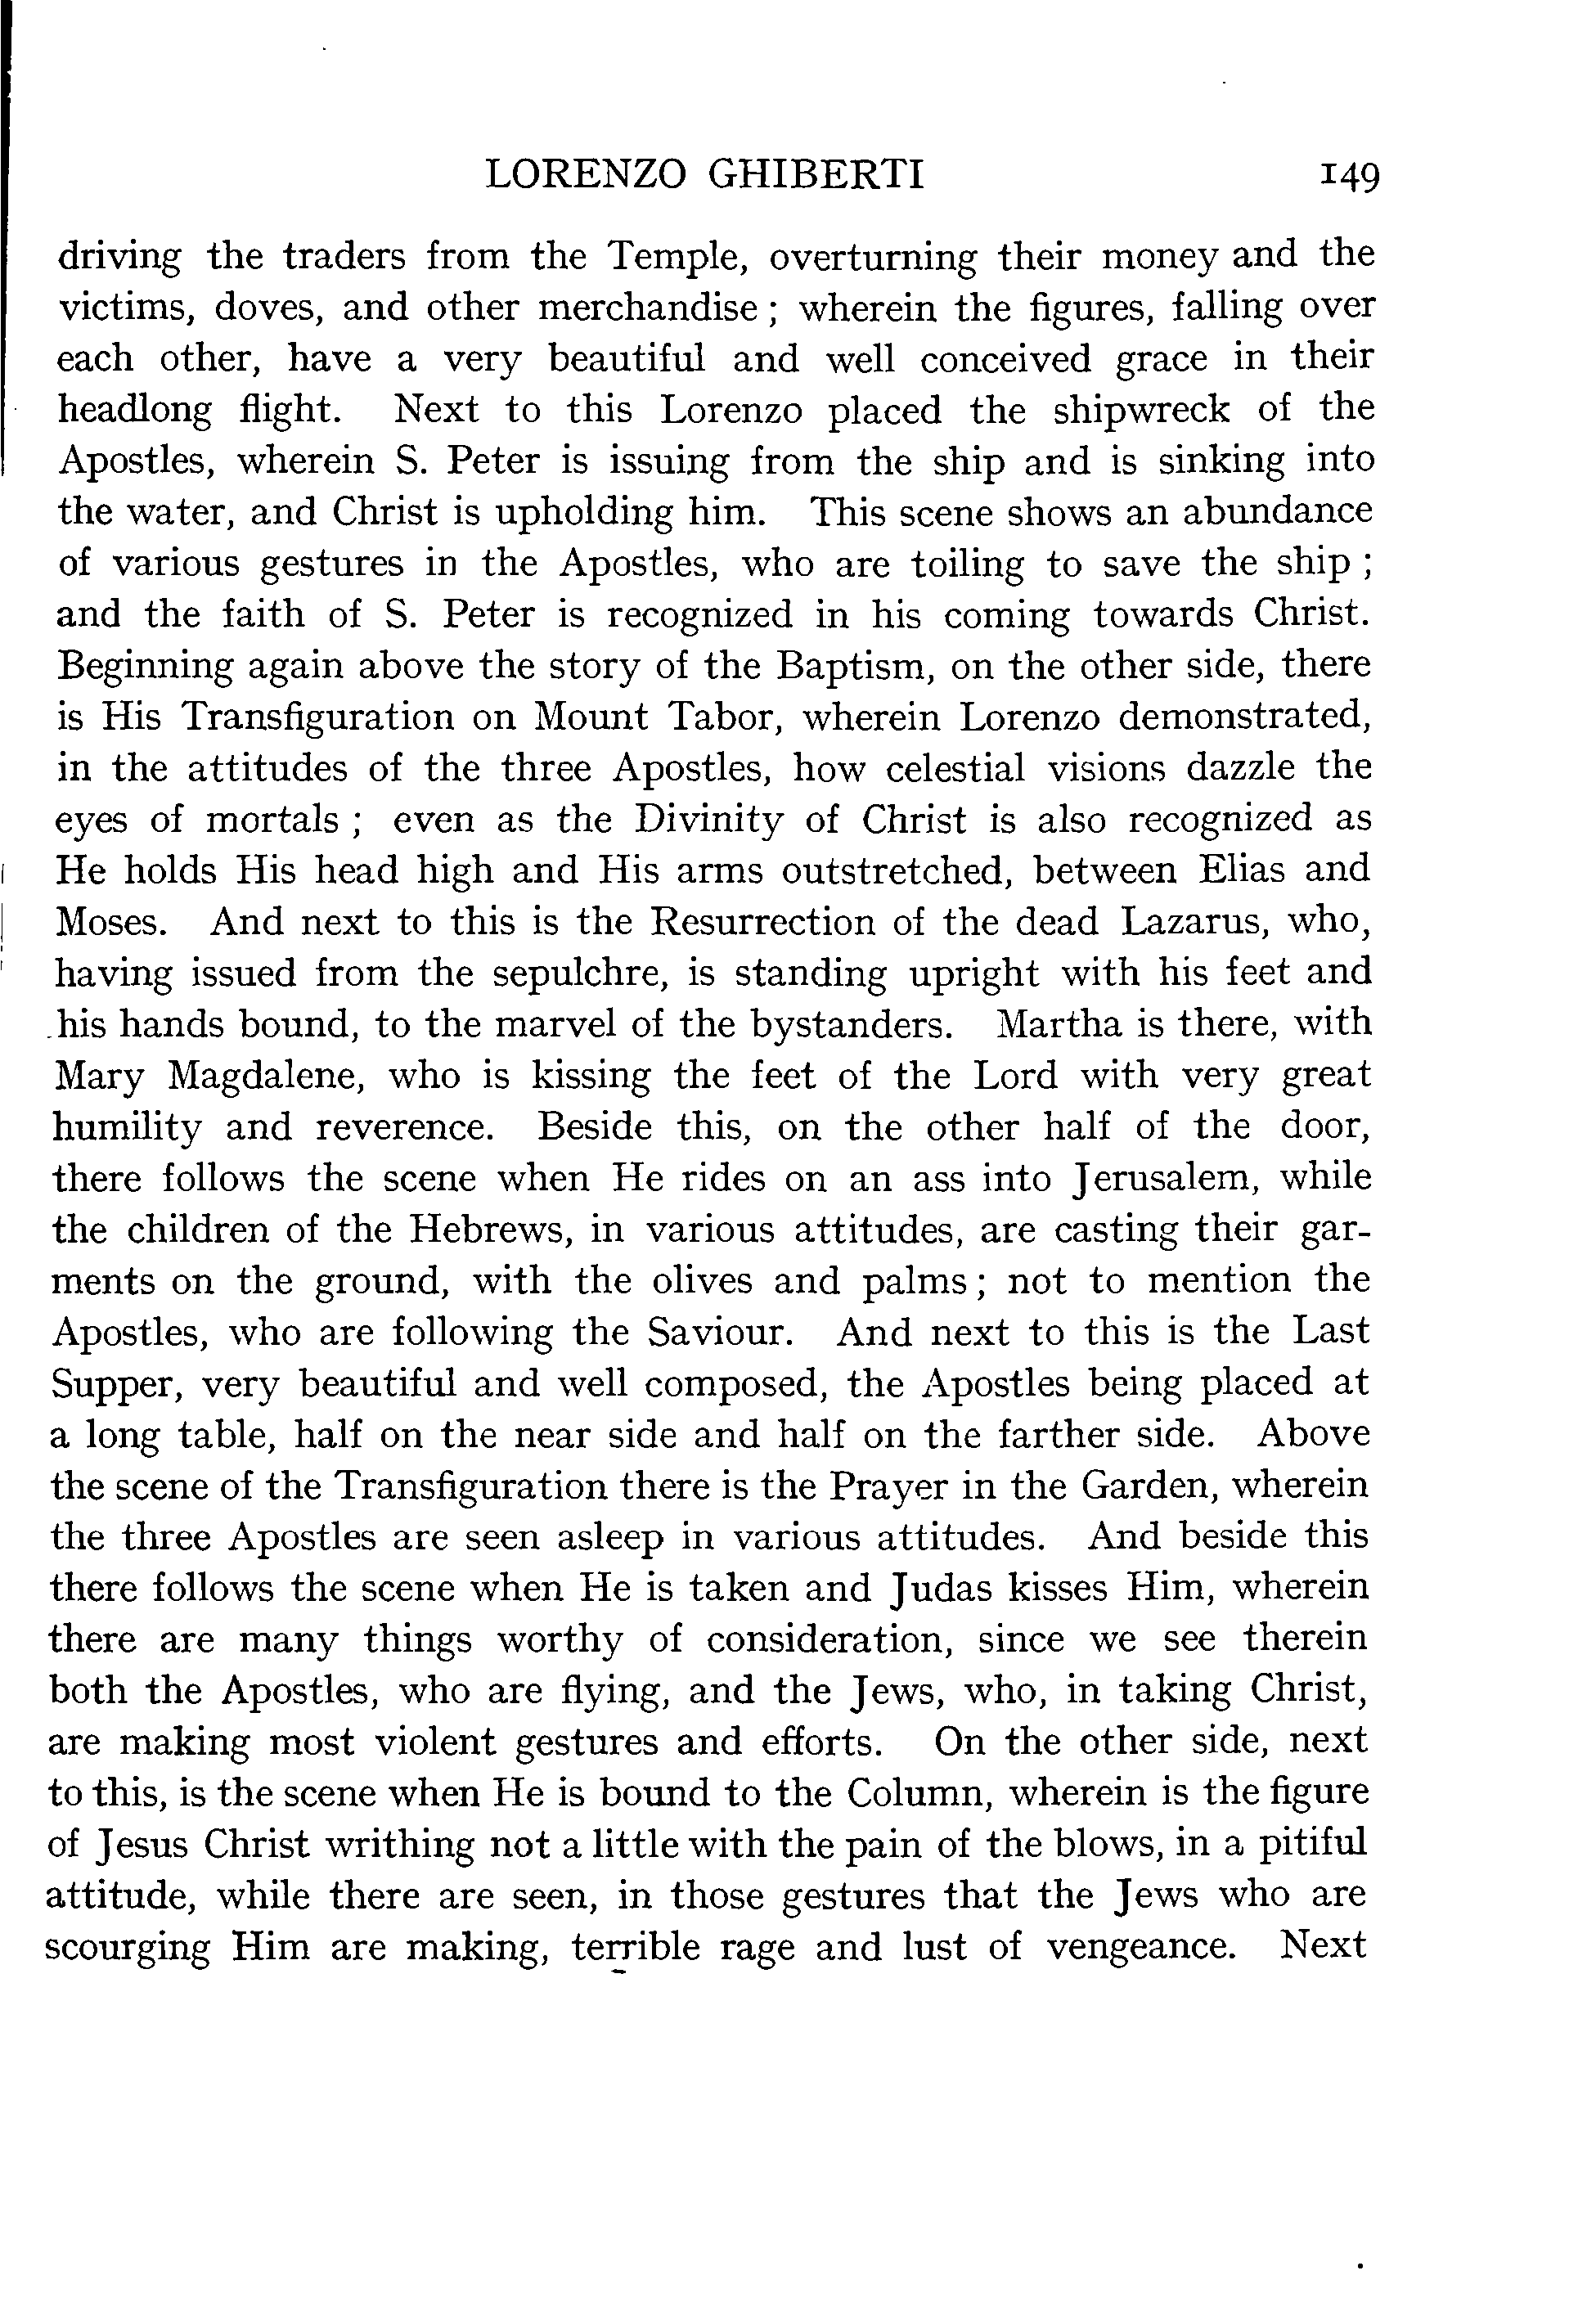 LORENZO GHIBERTI 149
driving the traders from the Temple, overturning their money and the
victims, doves, and other merchandise ; wherein the figures, falling over
each other, have a very beautiful and well conceived grace in their
headlong flight. Next to this Lorenzo placed the shipwreck of the
Apostles, wherein S. Peter is issuing from the ship and is sinking into
the water, and Christ is upholding him. This scene shows an abundance
of various gestures in the Apostles, who are toiling to save the ship ;
and the faith of S. Peter is recognized in his coming towards Christ.
Beginning again above the story of the Baptism, on the other side, there
is His Transfiguration on Mount Tabor, wherein Lorenzo demonstrated,
in the attitudes of the three Apostles, how celestial visions dazzle the
eyes of mortals ; even as the Divinity of Christ is also recognized as
He holds His head high and His arms outstretched, between Elias and
Moses. And next to this is the Resurrection of the dead Lazarus, who,
having issued from the sepulchre, is standing upright with his feet and
his hands bound, to the marvel of the bystanders. Martha is there, with
Mary Magdalene, who is kissing the feet of the Lord with very great
humility and reverence. Beside this, on the other half of the door,
there follows the scene when He rides on an ass into Jerusalem, while
the children of the Hebrews, in various attitudes, are casting their gar-
ments on the ground, with the olives and palms ; not to mention the
Apostles, who are following the Saviour. And next to this is the Last
Supper, very beautiful and well composed, the Apostles being placed at
a long table, half on the near side and half on the farther side. Above
the scene of the Transfiguration there is the Prayer in the Garden, wherein
the three Apostles are seen asleep in various attitudes. And beside this
there follows the scene when He is taken and Judas kisses Him, wherein
there are many things worthy of consideration, since we see therein
both the Apostles, who are flying, and the Jews, who, in taking Christ,
are making most violent gestures and efforts. On the other side, next
to this, is the scene when He is bound to the Column, wherein is the figure
of Jesus Christ writhing not a little with the pain of the blows, in a pitiful
attitude, while there are seen, in those gestures that the Jews who are
scourging Him are making, terrible rage and lust of vengeance. Next